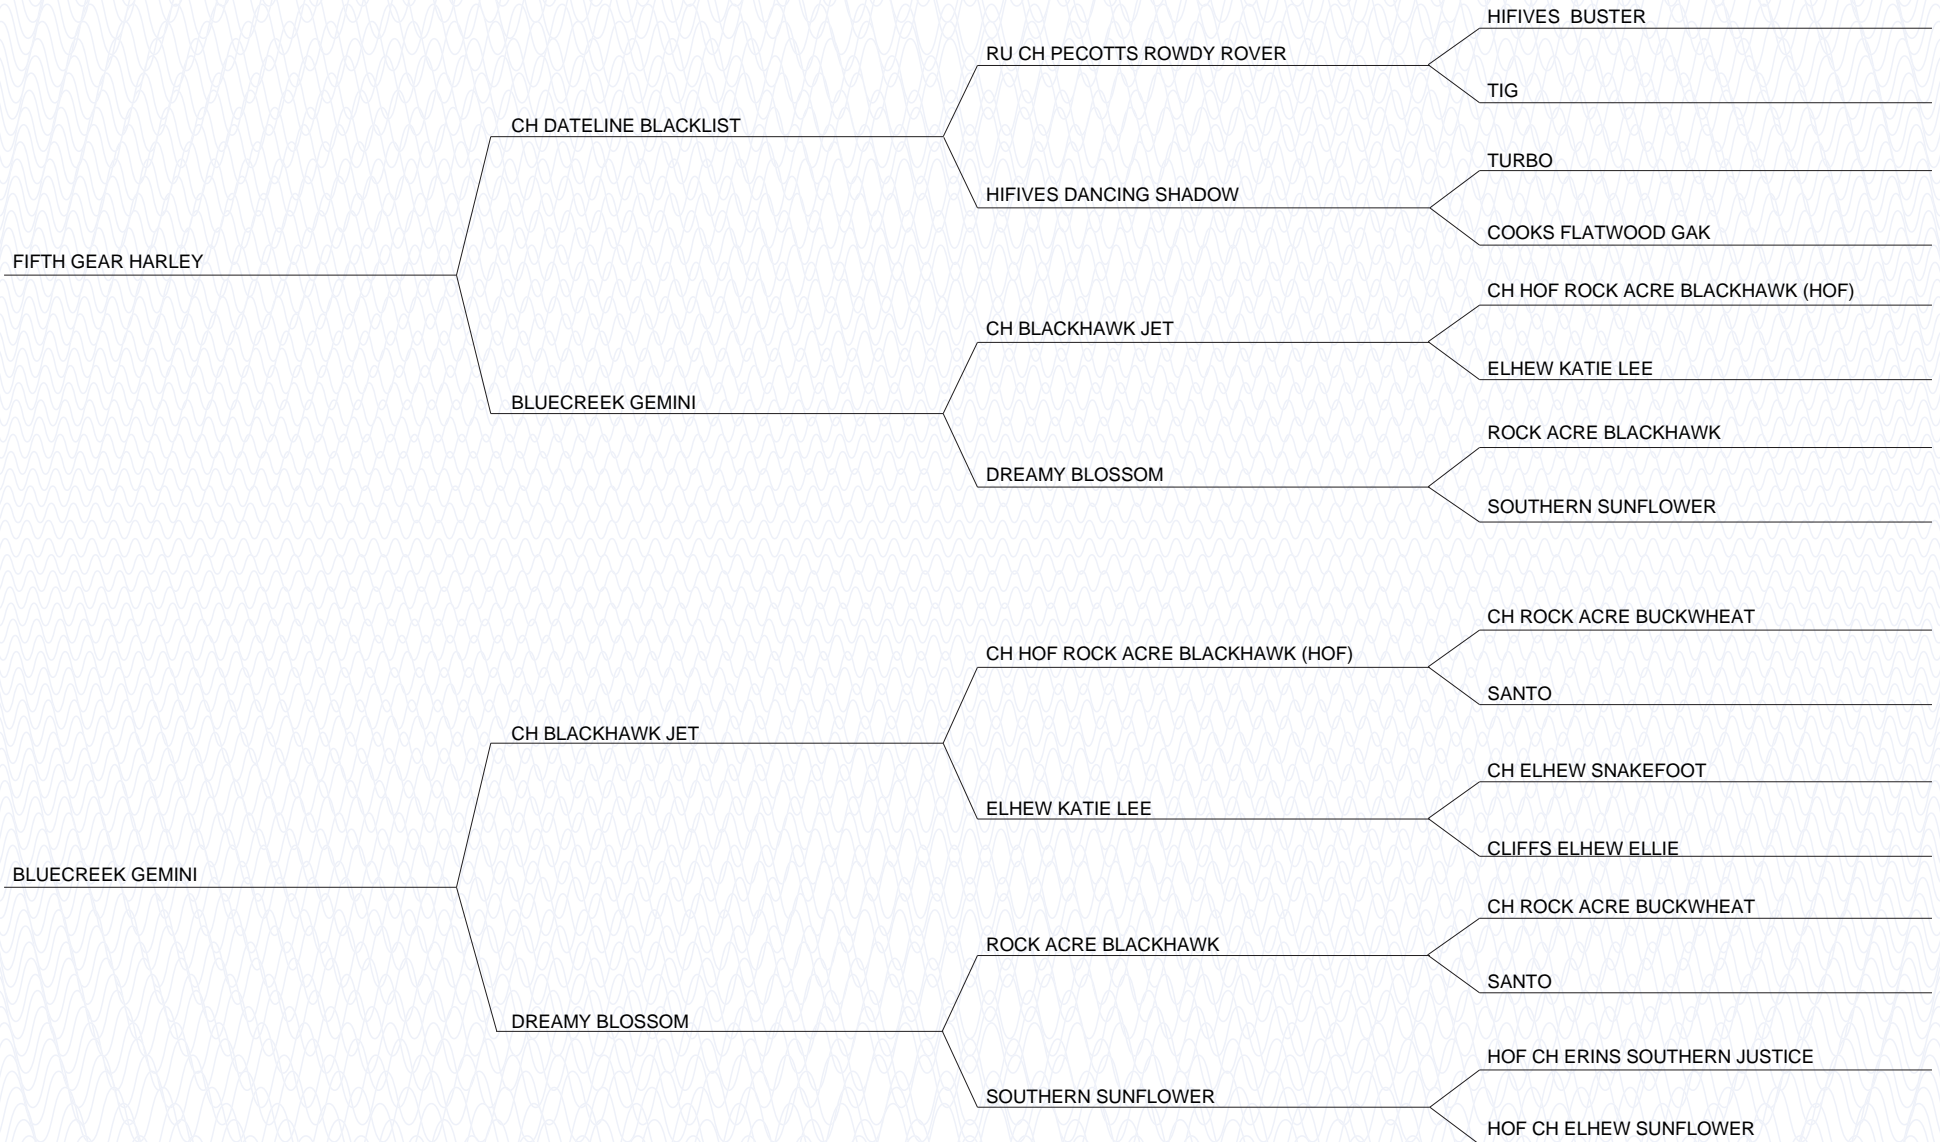 HIFIVES  BUSTER
RU CH PECOTTS ROWDY ROVER
TIG
CH DATELINE BLACKLIST
TURBO
HIFIVES DANCING SHADOW
COOKS FLATWOOD GAK
FIFTH GEAR HARLEY
CH HOF ROCK ACRE BLACKHAWK (HOF)
CH BLACKHAWK JET
ELHEW KATIE LEE
BLUECREEK GEMINI
ROCK ACRE BLACKHAWK
DREAMY BLOSSOM
SOUTHERN SUNFLOWER
CH ROCK ACRE BUCKWHEAT
CH HOF ROCK ACRE BLACKHAWK (HOF)
SANTO
CH BLACKHAWK JET
CH ELHEW SNAKEFOOT
ELHEW KATIE LEE
CLIFFS ELHEW ELLIE
BLUECREEK GEMINI
CH ROCK ACRE BUCKWHEAT
ROCK ACRE BLACKHAWK
SANTO
DREAMY BLOSSOM
HOF CH ERINS SOUTHERN JUSTICE
SOUTHERN SUNFLOWER
HOF CH ELHEW SUNFLOWER